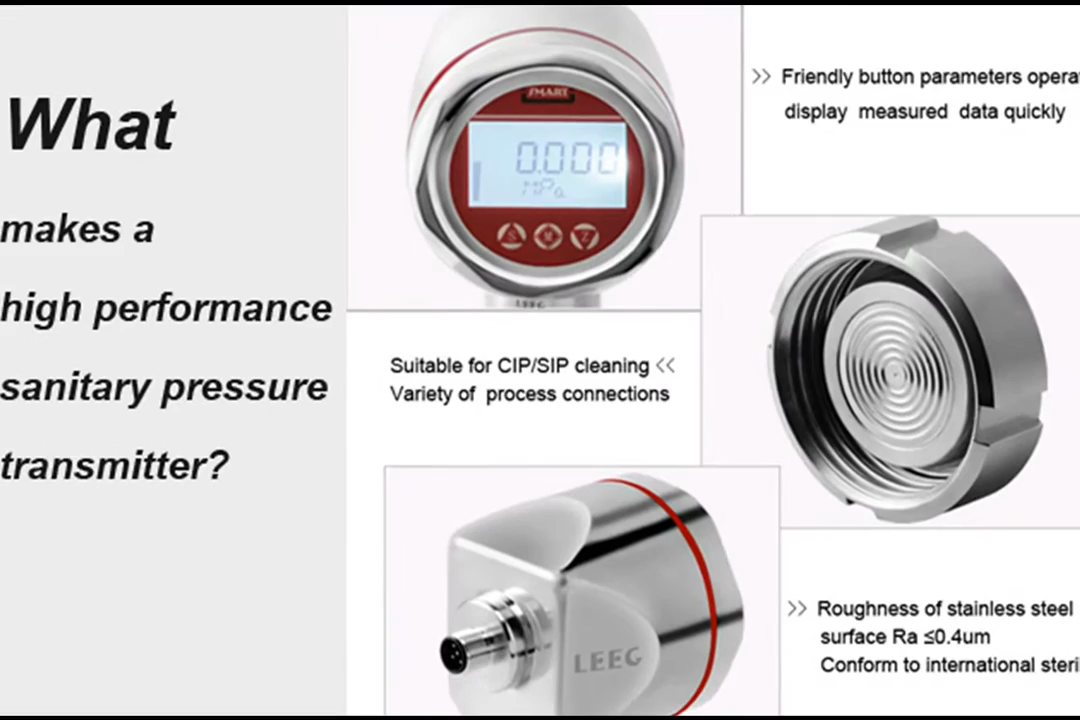 What
makes a
high performance
sanitary pressure
transmitter?
SMART
0.000
MPa
S M Z
LEEG
>> Friendly button parameters
display measured data quickly
Suitable for CIP/SIP cleaning <<
Variety of process connections
LEEG
>> Roughness of stainless steel
surface Ra ≤0.4um
Conform to international